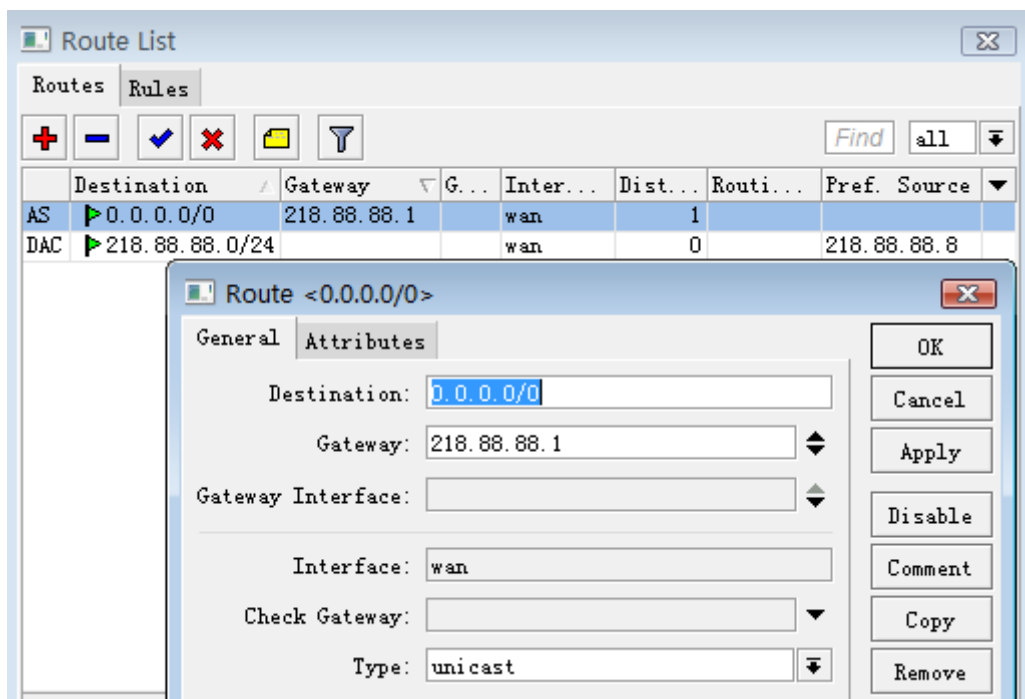 Route List
Routes Rules
Find all
Destination Gateway G... Inter... Dist... Routi... Pref. Source
AS 0.0.0.0/0 218.88.88.1 wan 1
DAC 218.88.88.0/24 wan 0 218.88.88.8
Route <0.0.0.0/0>
General Attributes
OK
Destination: 0.0.0.0/0
Cancel
Gateway: 218.88.88.1
Apply
Gateway Interface:
Disable
Interface: wan
Comment
Check Gateway:
Copy
Type: unicast
Remove